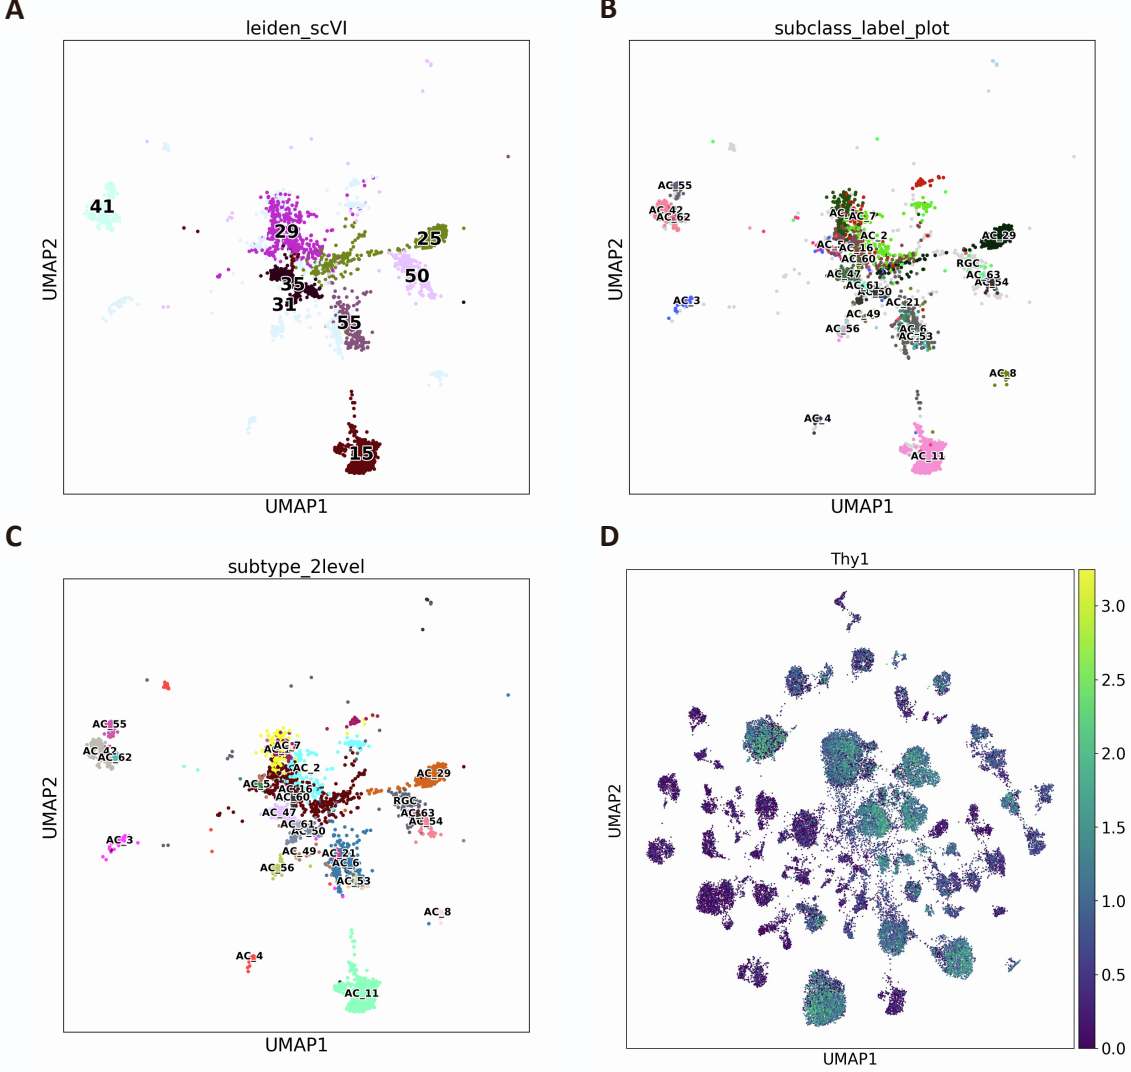 A
leiden_scVI
41
29
25
35
50
31
55
15
UMAP2
UMAP1
B
subclass_label_plot
AC_55
AC_42
AC_62
AC_7
AC_2
AC_29
AC_16
AC_60
RGC
AC_47
AC_63
AC_54
AC_61
AC_50
AC_3
AC_21
AC_49
AC_56
AC_6
AC_53
AC_8
AC_4
AC_11
UMAP2
UMAP1
C
subtype_2level
AC_55
AC_42
AC_62
AC_7
AC_2
AC_29
AC_5
AC_16
AC_60
RGC
AC_47
AC_63
AC_54
AC_61
AC_50
AC_3
AC_49
AC_21
AC_56
AC_6
AC_53
AC_8
AC_4
AC_11
UMAP2
UMAP1
D
Thy1
3.0
2.5
2.0
1.5
1.0
0.5
0.0
UMAP2
UMAP1